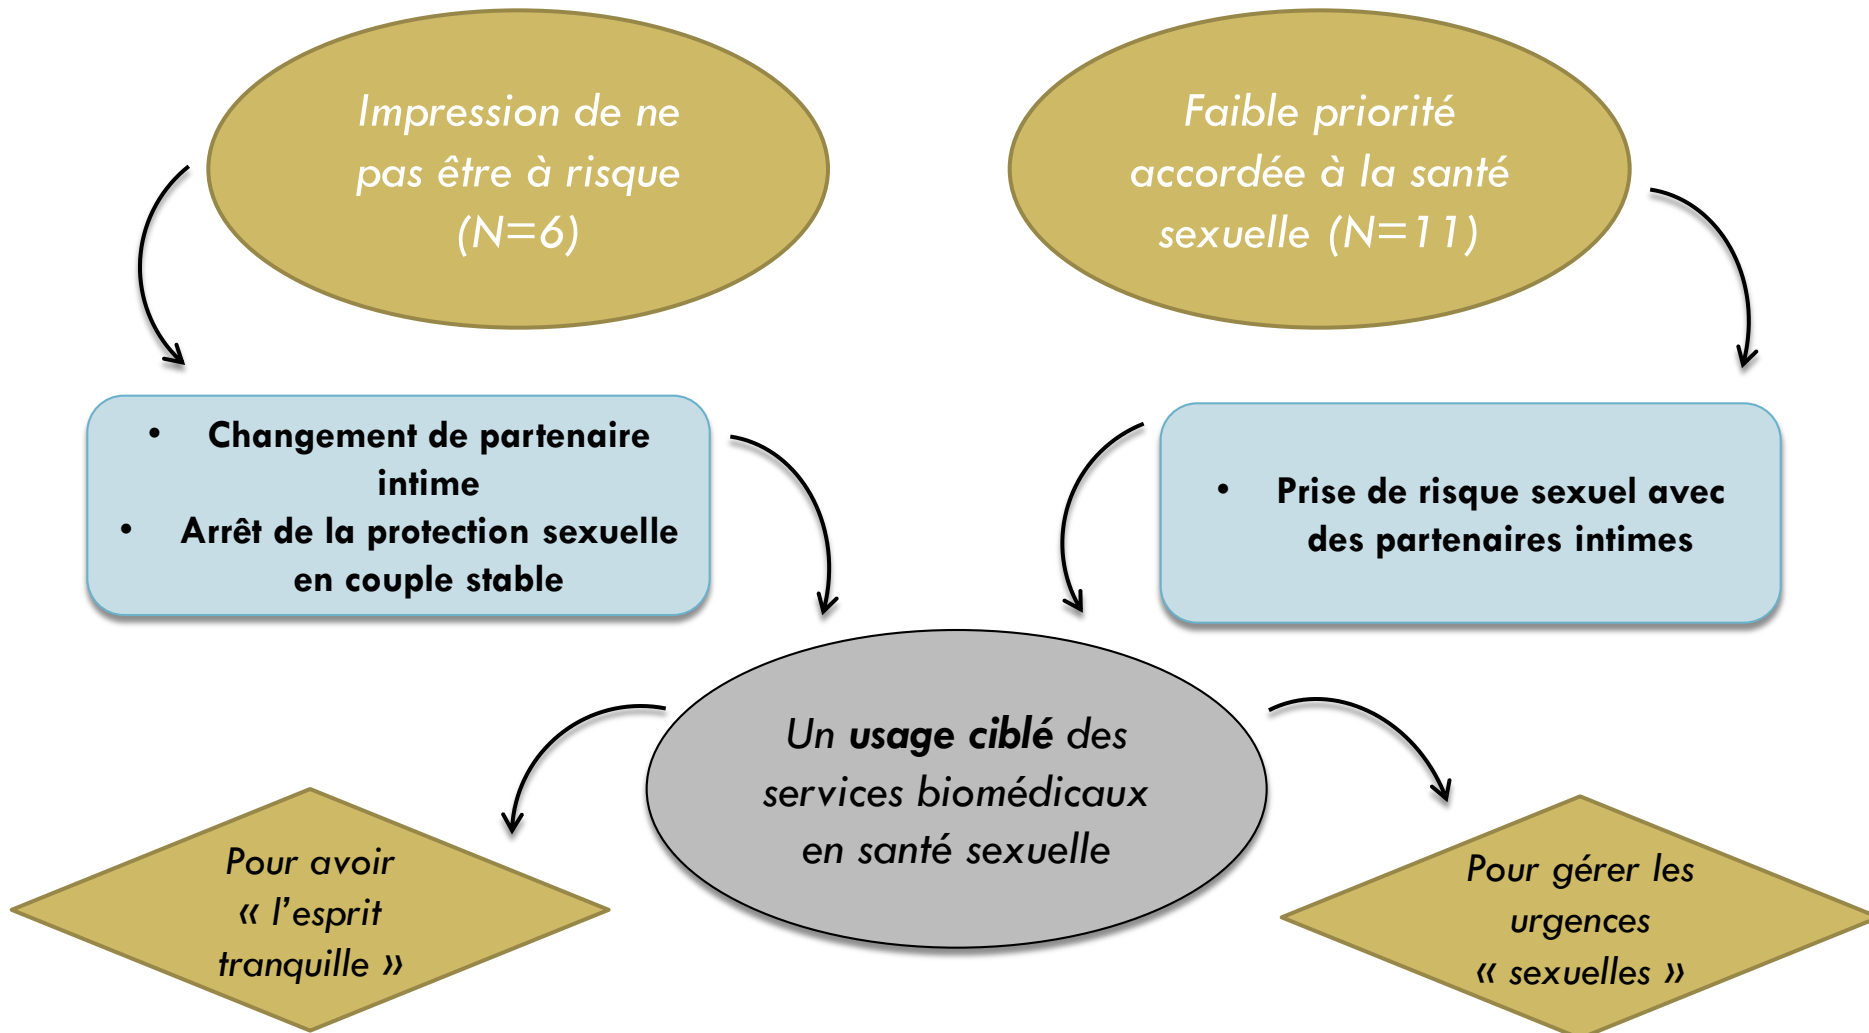 Impression de ne
pas être à risque
(N=6)
Faible priorité
accordée à la santé
sexuelle (N=11)
• Changement de partenaire
intime
• Arrêt de la protection sexuelle
en couple stable
• Prise de risque sexuel avec
des partenaires intimes
Un usage ciblé des
services biomédicaux
en santé sexuelle
Pour avoir
« l’esprit
tranquille »
Pour gérer les
urgences
« sexuelles »